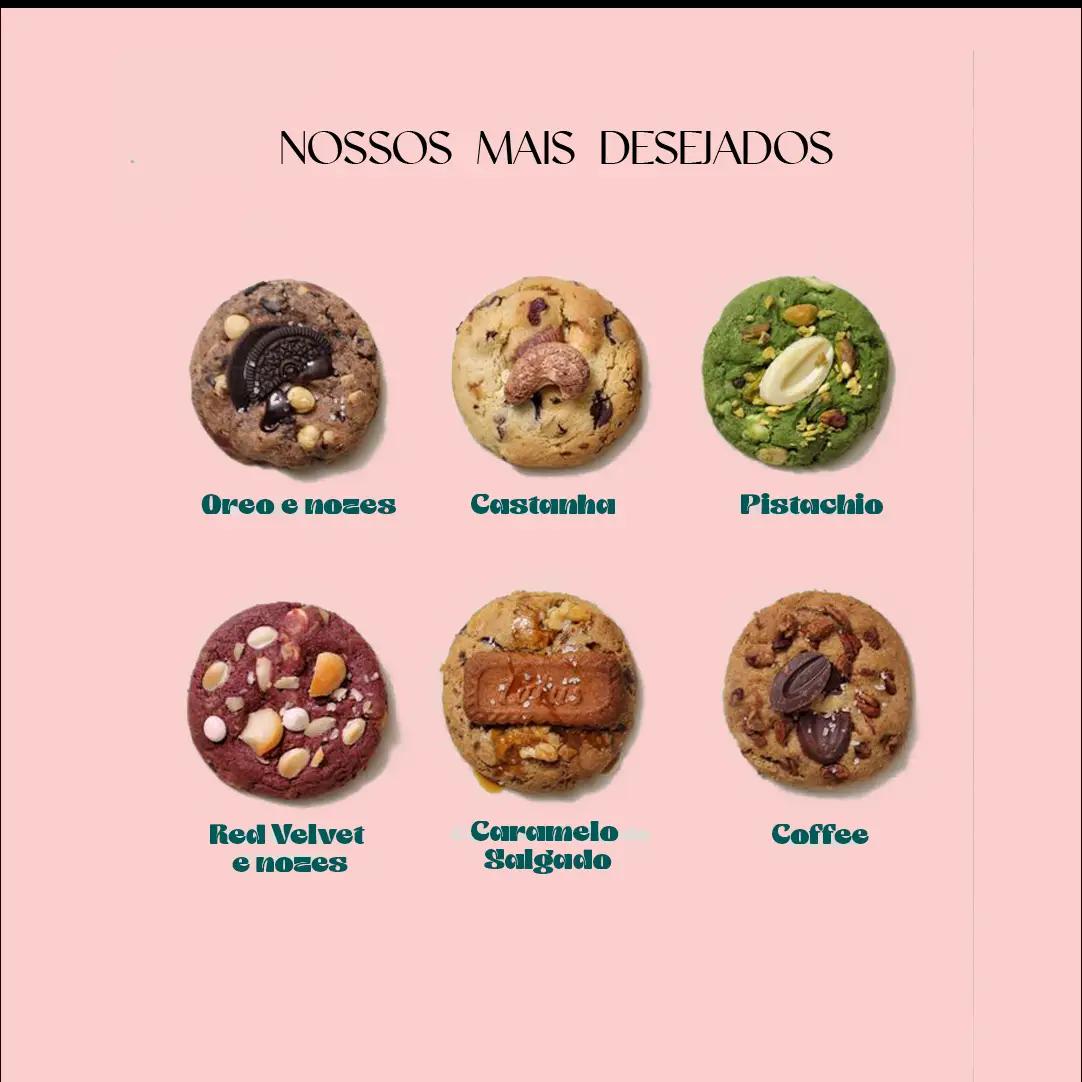 NOSSOS MAIS DESEJADOS
Oreo e nozes
Castanha
Pistachio
Red Velvet
e nozes
Caramelo
Salgado
Coffee
Lotus